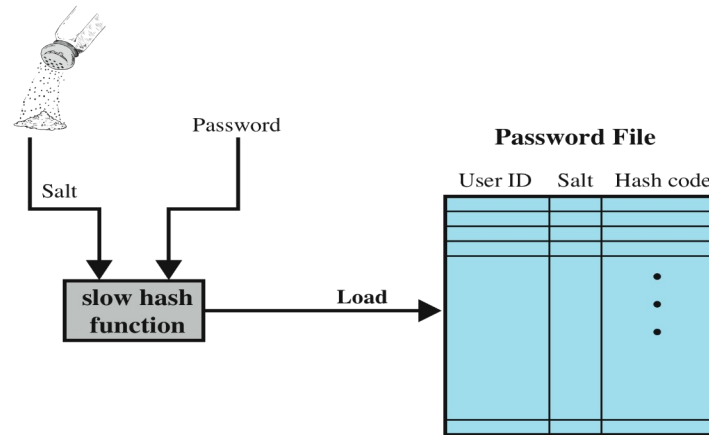 Password
Password File
Salt
User ID Salt Hash code
slow hash
function
Load